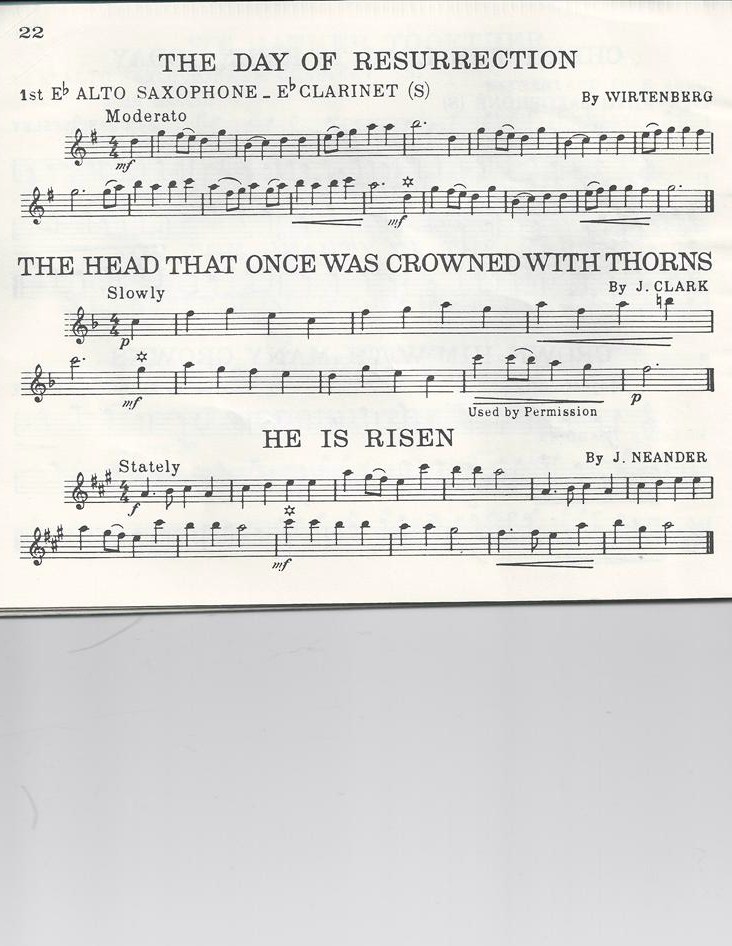 22
THE DAY OF RESURRECTION
1st E♭ ALTO SAXOPHONE _ E♭ CLARINET (S)
By WIRTENBERG
Moderato
mf
mf
THE HEAD THAT ONCE WAS CROWNED WITH THORNS
By J. CLARK
Slowly
p
mf
p
Used by Permission
HE IS RISEN
By J. NEANDER
Stately
f
mf